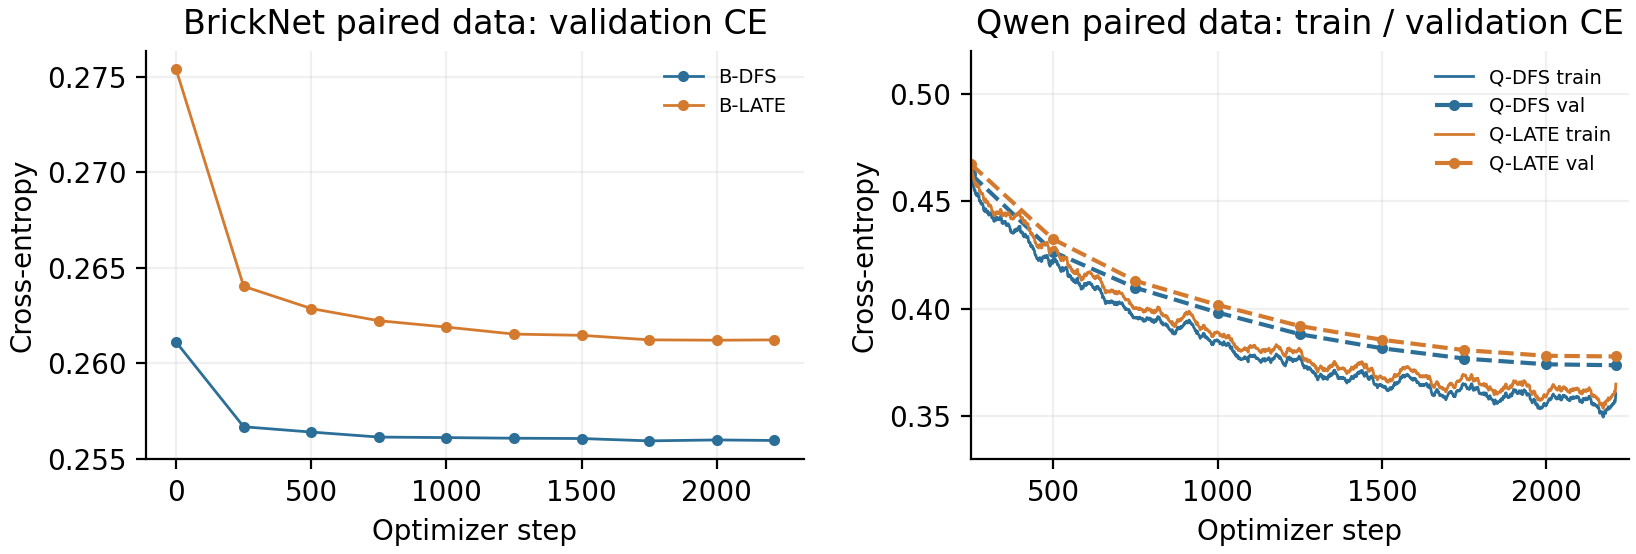 BrickNet paired data: validation CE
0.275
0.270
0.265
0.260
0.255
Cross-entropy
B-DFS
B-LATE
0 500 1000 1500 2000
Optimizer step
Qwen paired data: train / validation CE
0.50
0.45
0.40
0.35
Cross-entropy
Q-DFS train
Q-DFS val
Q-LATE train
Q-LATE val
500 1000 1500 2000
Optimizer step